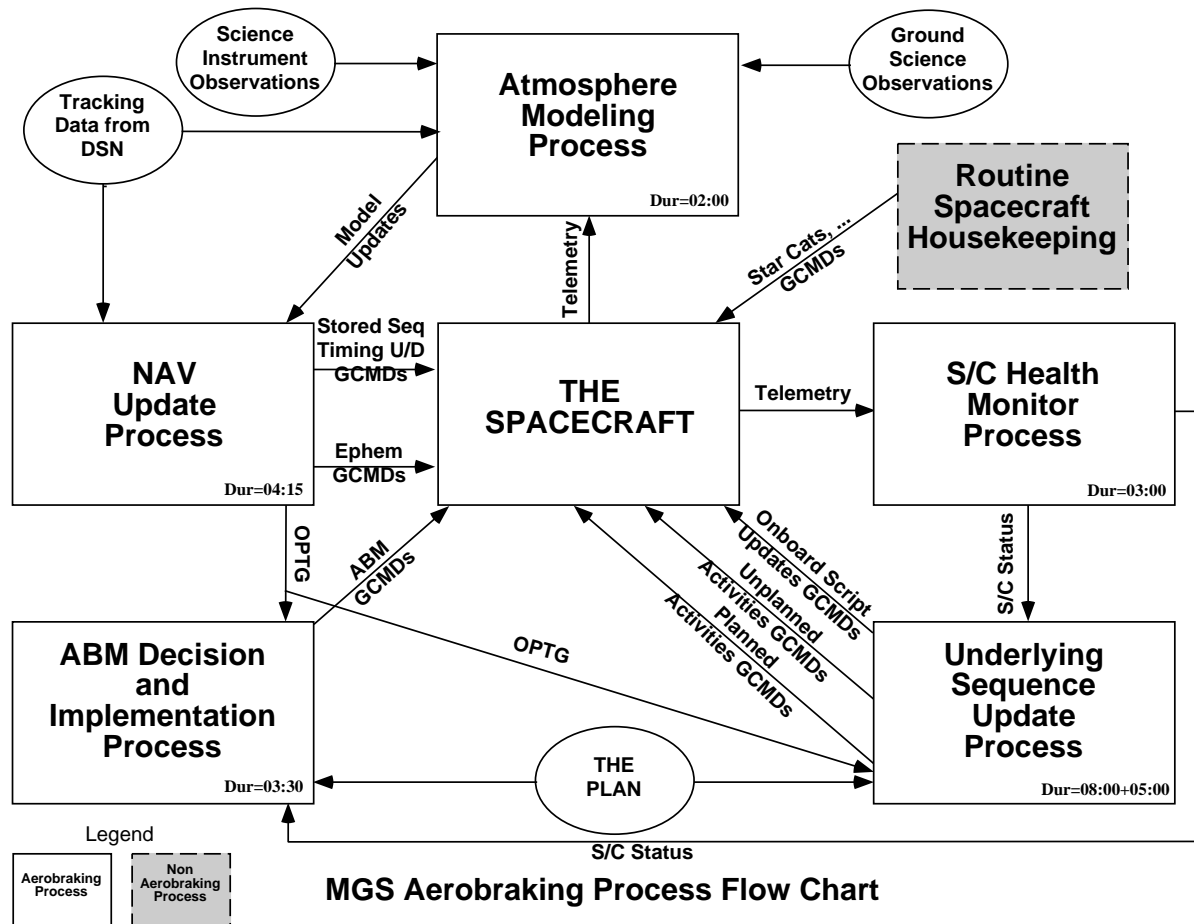 Science
Instrument
Observations
Ground
Science
Observations
Atmosphere
Modeling
Process
Dur=02:00
Tracking
Data from
DSN
Routine
Spacecraft
Housekeeping
Model
Updates
Telemetry
Star Cats, ...
GCMDs
NAV
Update
Process
Dur=04:15
Stored Seq
Timing U/D
GCMDs
Ephem
GCMDs
THE
SPACECRAFT
Telemetry
S/C Health
Monitor
Process
Dur=03:00
OPTG
ABM
GCMDs
Onboard Script
Updates GCMDs
Unplanned
Activities GCMDs
Planned
Activities GCMDs
S/C Status
OPTG
ABM Decision
and
Implementation
Process
Dur=03:30
THE
PLAN
Underlying
Sequence
Update
Process
Dur=08:00+05:00
S/C Status
Legend
Aerobraking
Process
Non
Aerobraking
Process
MGS Aerobraking Process Flow Chart